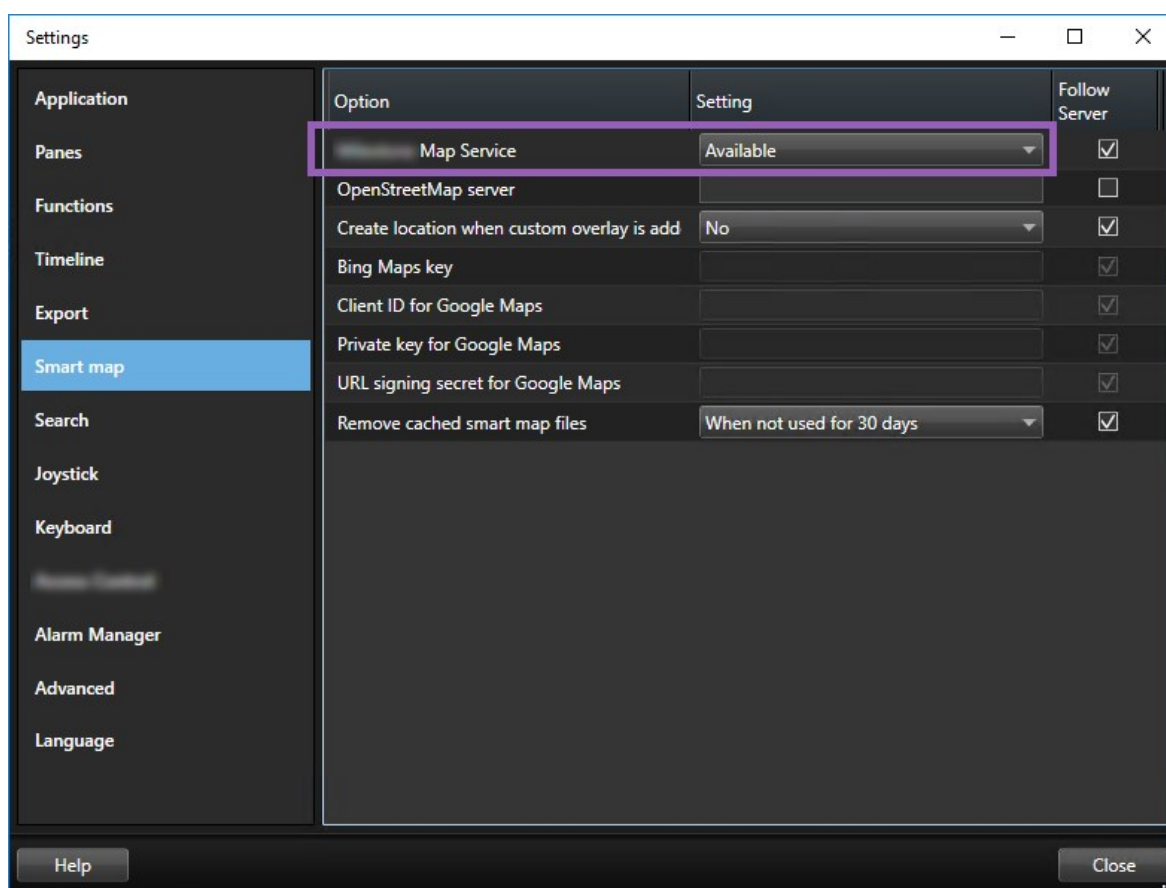 Settings
Application
Panes
Functions
Timeline
Export
Smart map
Search
Joystick
Keyboard
Alarm Manager
Advanced
Language
Option Setting Follow Server
Map Service Available
OpenStreetMap server
Create location when custom overlay is add No
Bing Maps key
Client ID for Google Maps
Private key for Google Maps
URL signing secret for Google Maps
Remove cached smart map files When not used for 30 days
Help Close